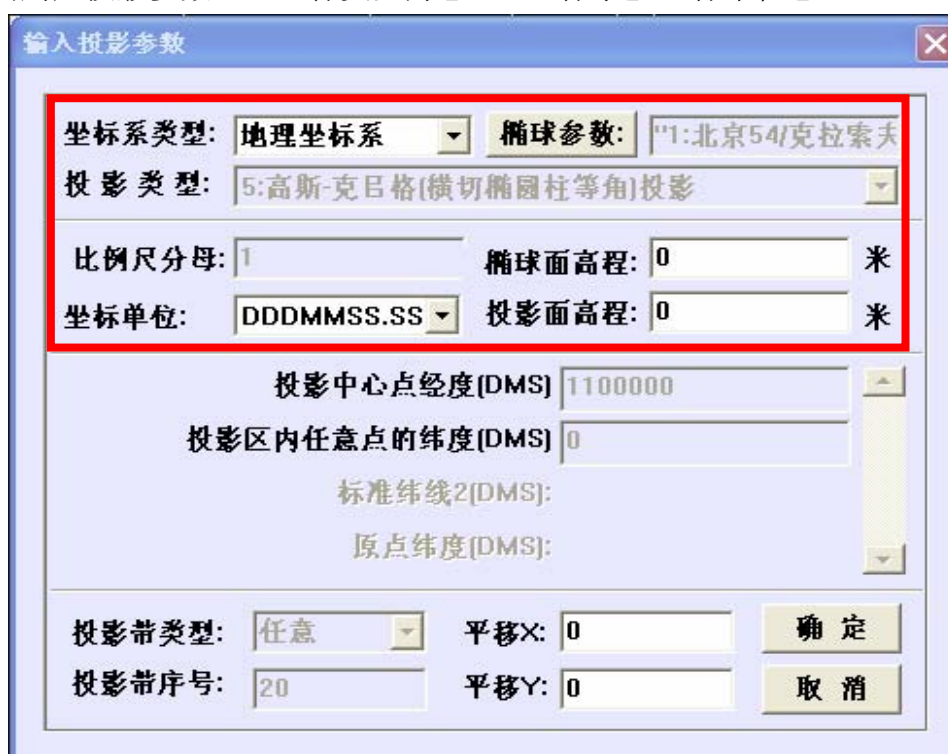 输入投影参数
坐标系类型: 地理坐标系 椭球参数: "1:北京54/克拉索夫
投影类型: 5:高斯-克吕格(横切椭圆柱等角)投影
比例尺分母: 1 椭球面高程: 0 米
坐标单位: DDDMMSS.SS 投影面高程: 0 米
投影中心点经度(DMS) 1100000
投影区内任意点的纬度(DMS) 0
标准纬线2(DMS):
原点纬度(DMS):
投影带类型: 任意 平移X: 0 确定
投影带序号: 20 平移Y: 0 取消